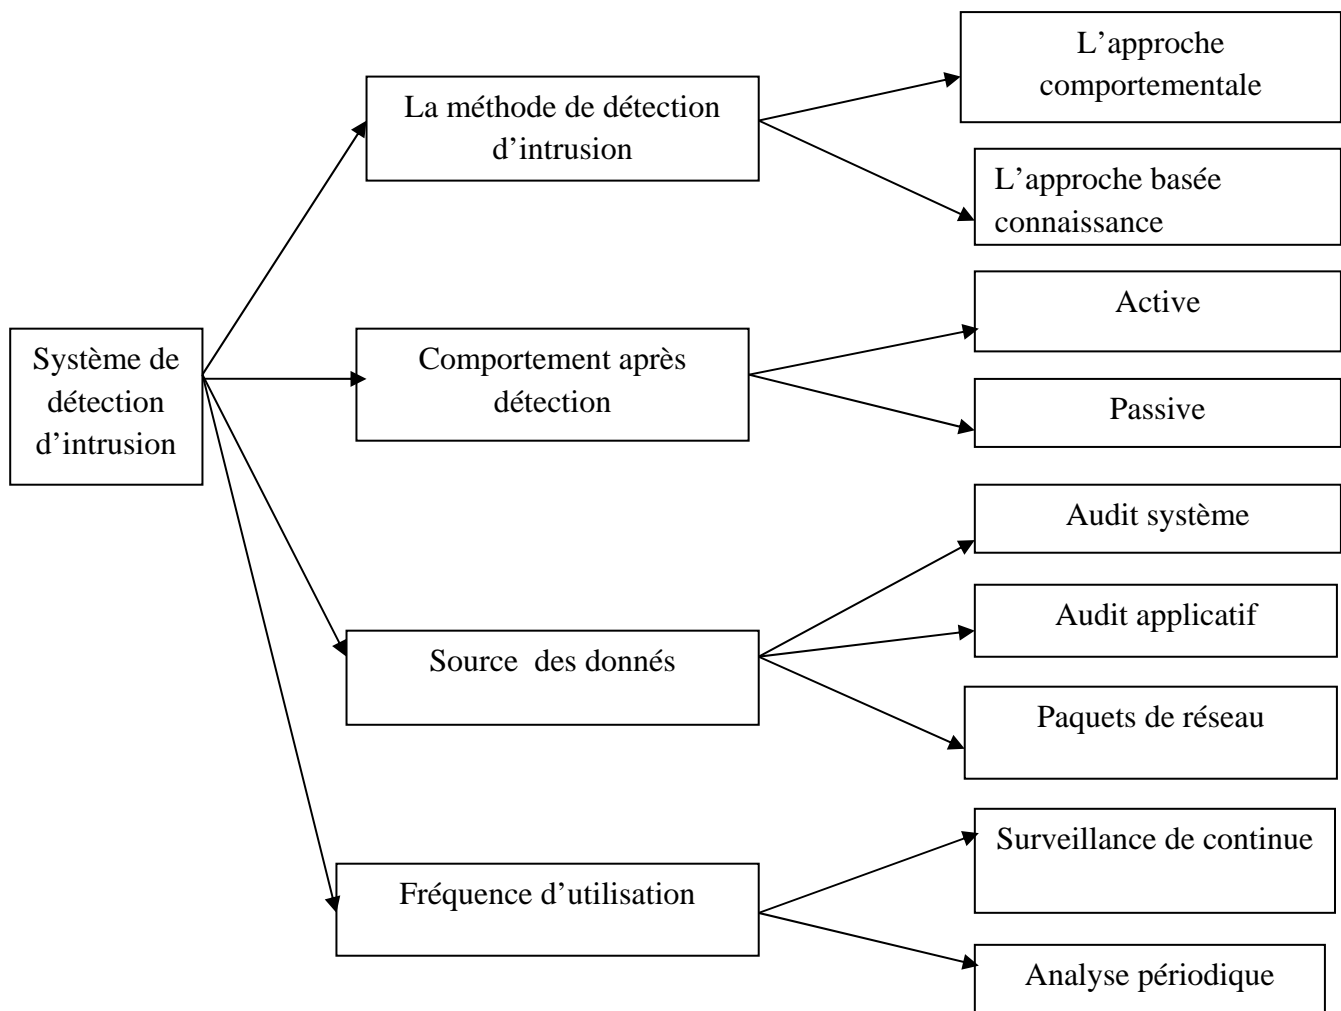 L’approche
comportementale
La méthode de détection
d’intrusion
L’approche basée
connaissance
Active
Système de
détection
d’intrusion
Comportement après
détection
Passive
Audit système
Audit applicatif
Source  des donnés
Paquets de réseau
Surveillance de continue
Fréquence d’utilisation
Analyse périodique